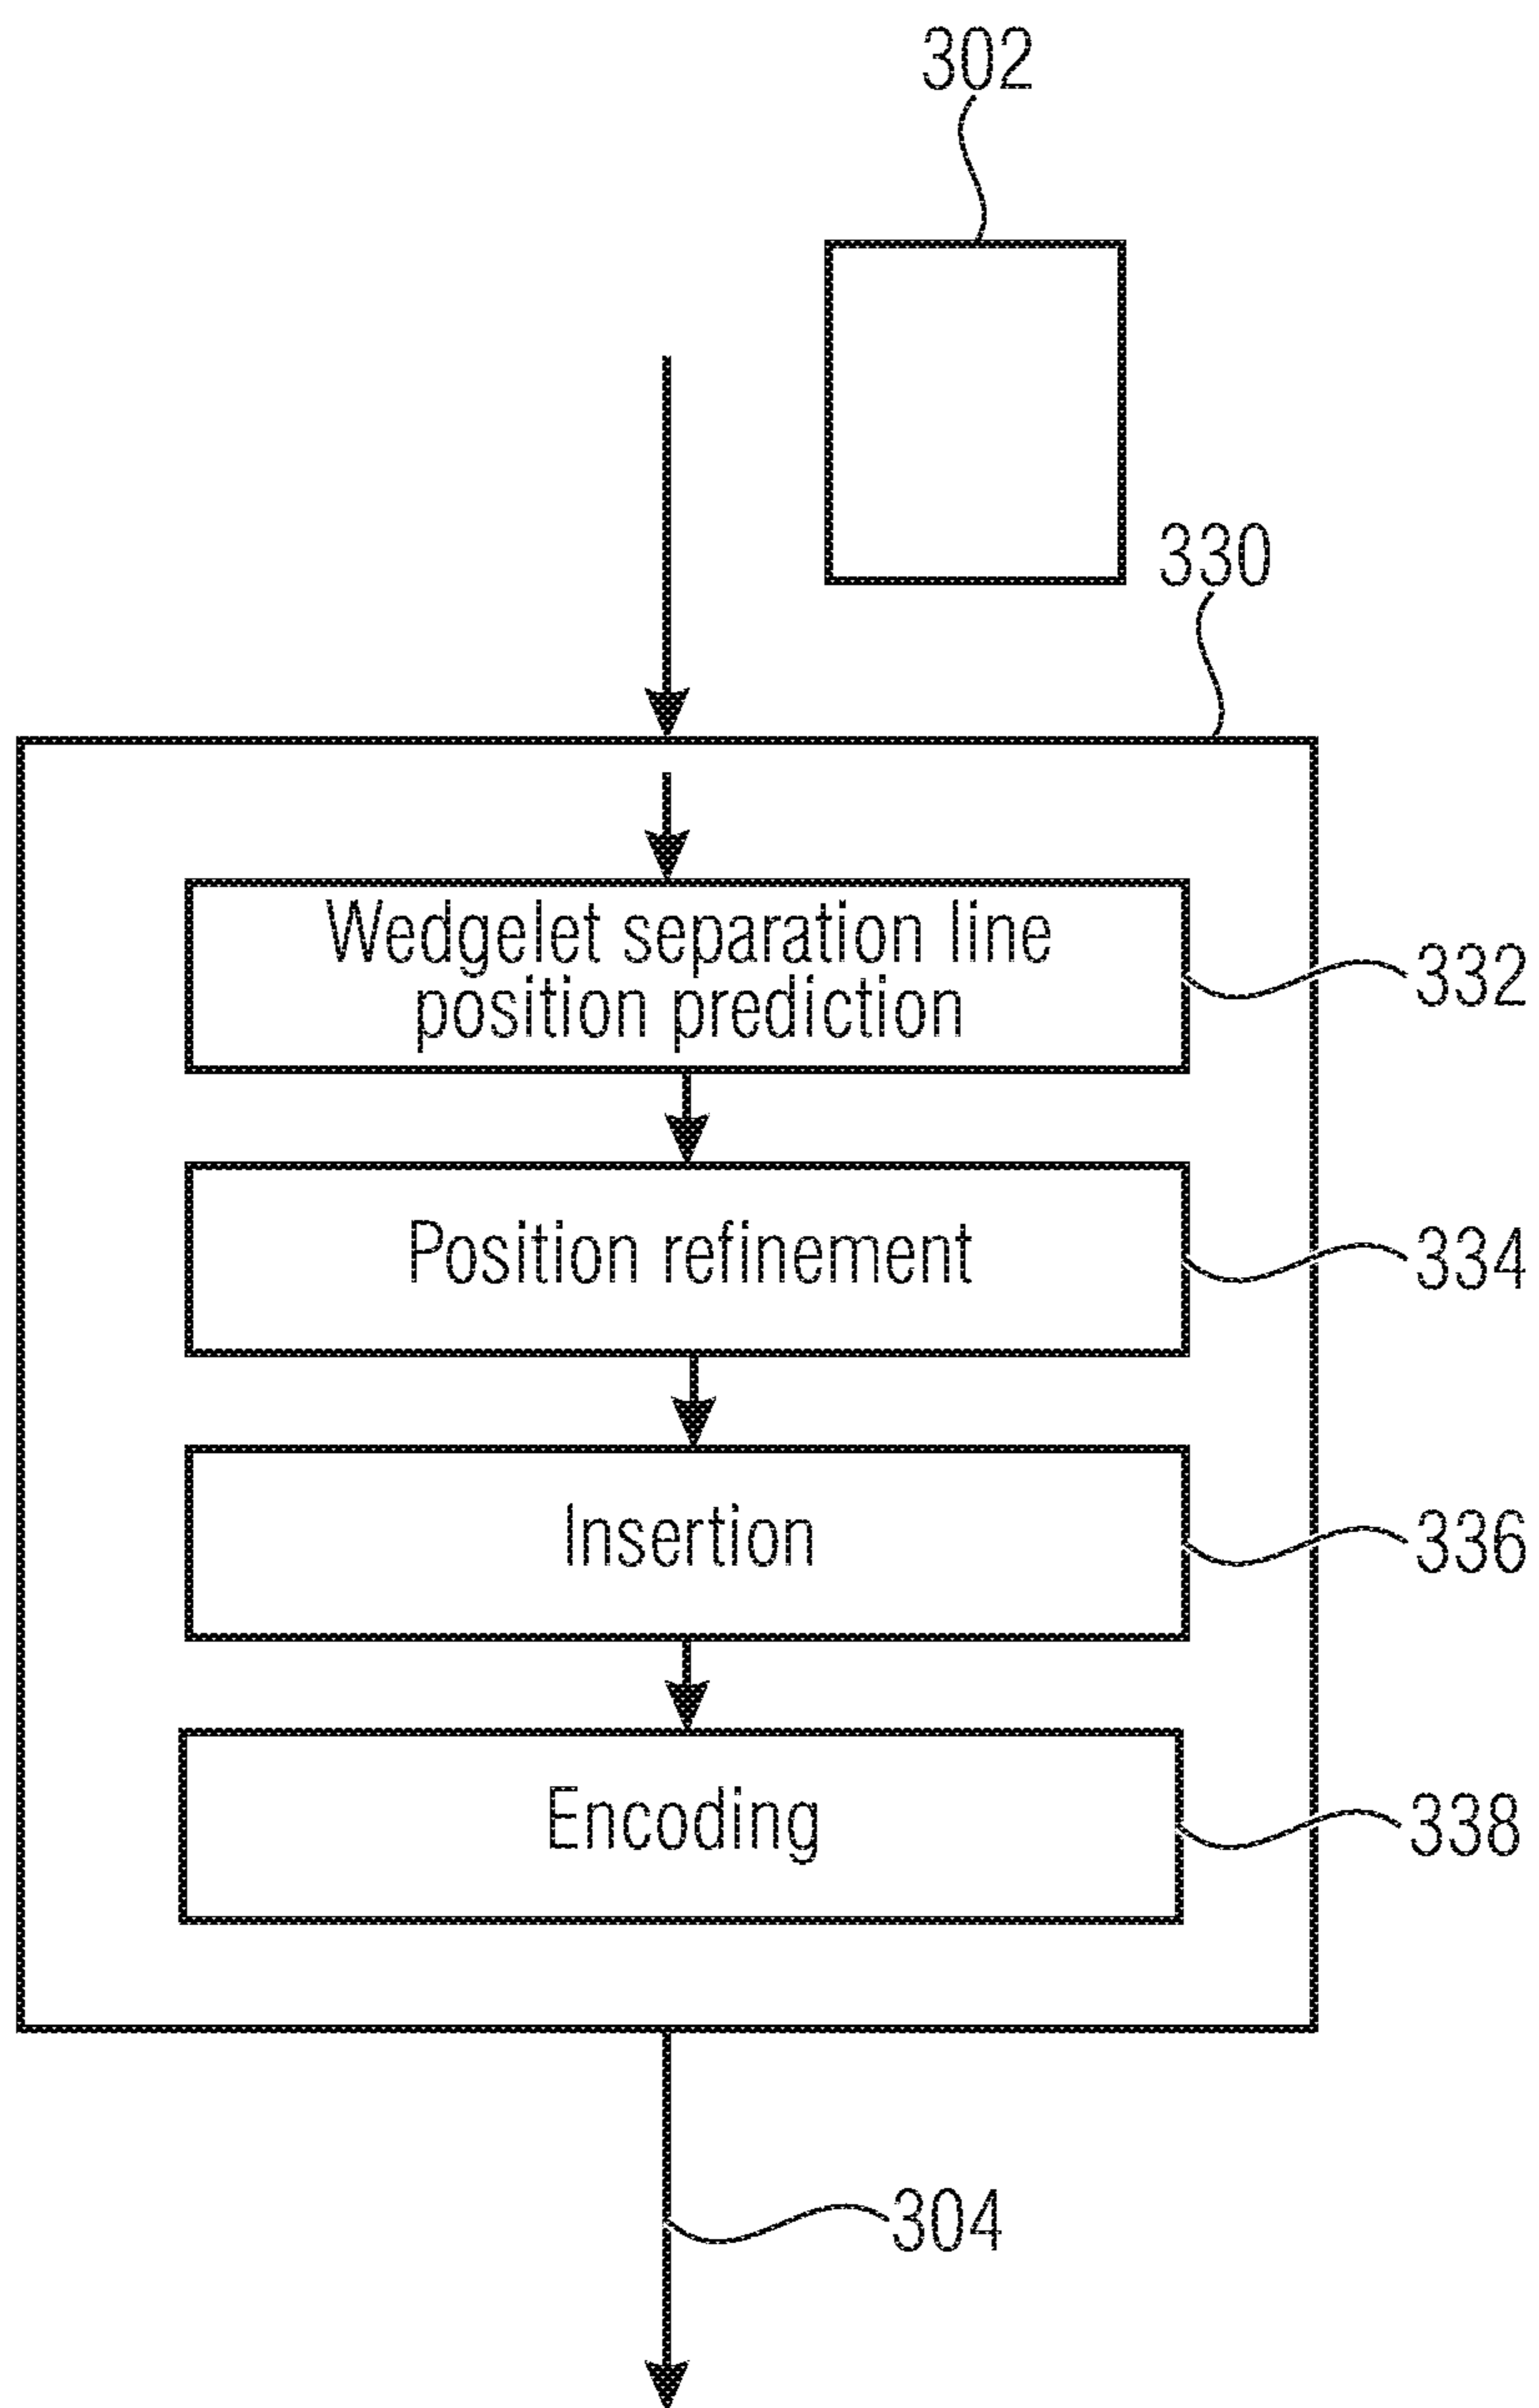 302
330
Wedgelet separation line
position prediction
332
Position refinement
334
Insertion
336
Encoding
338
304